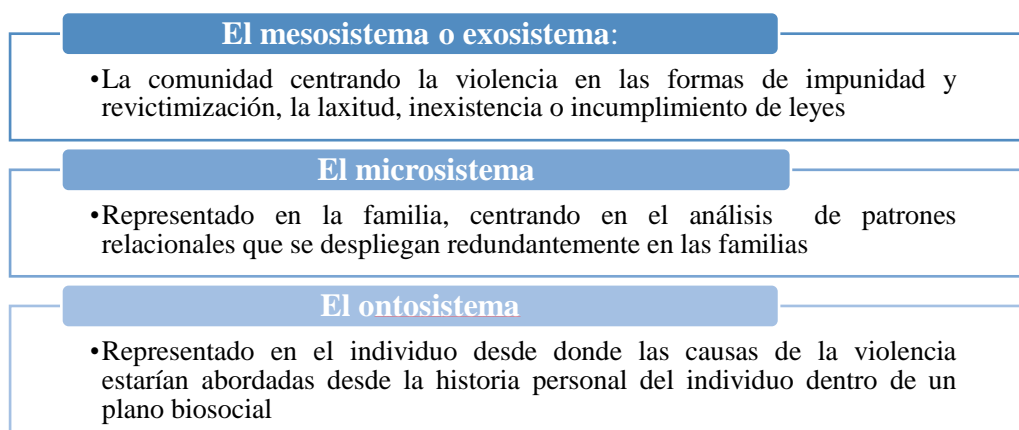 El mesosistema o exosistema:
•La comunidad centrando la violencia en las formas de impunidad y
revictimización, la laxitud, inexistencia o incumplimiento de leyes
El microsistema
•Representado en la familia, centrando en el análisis de patrones
relacionales que se despliegan redundantemente en las familias
El ontosistema
•Representado en el individuo desde donde las causas de la violencia
estarían abordadas desde la historia personal del individuo dentro de un
plano biosocial